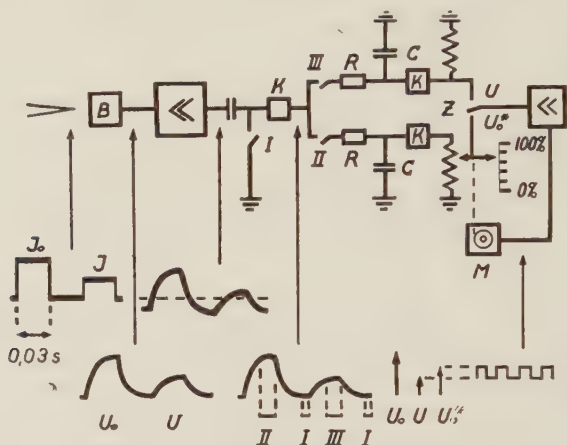 III R C K U
B K Z U₀*
I II R C K 100%
0%
M
J₀ J
0,03 s
U₀ U II I III I U₀ U U₀*